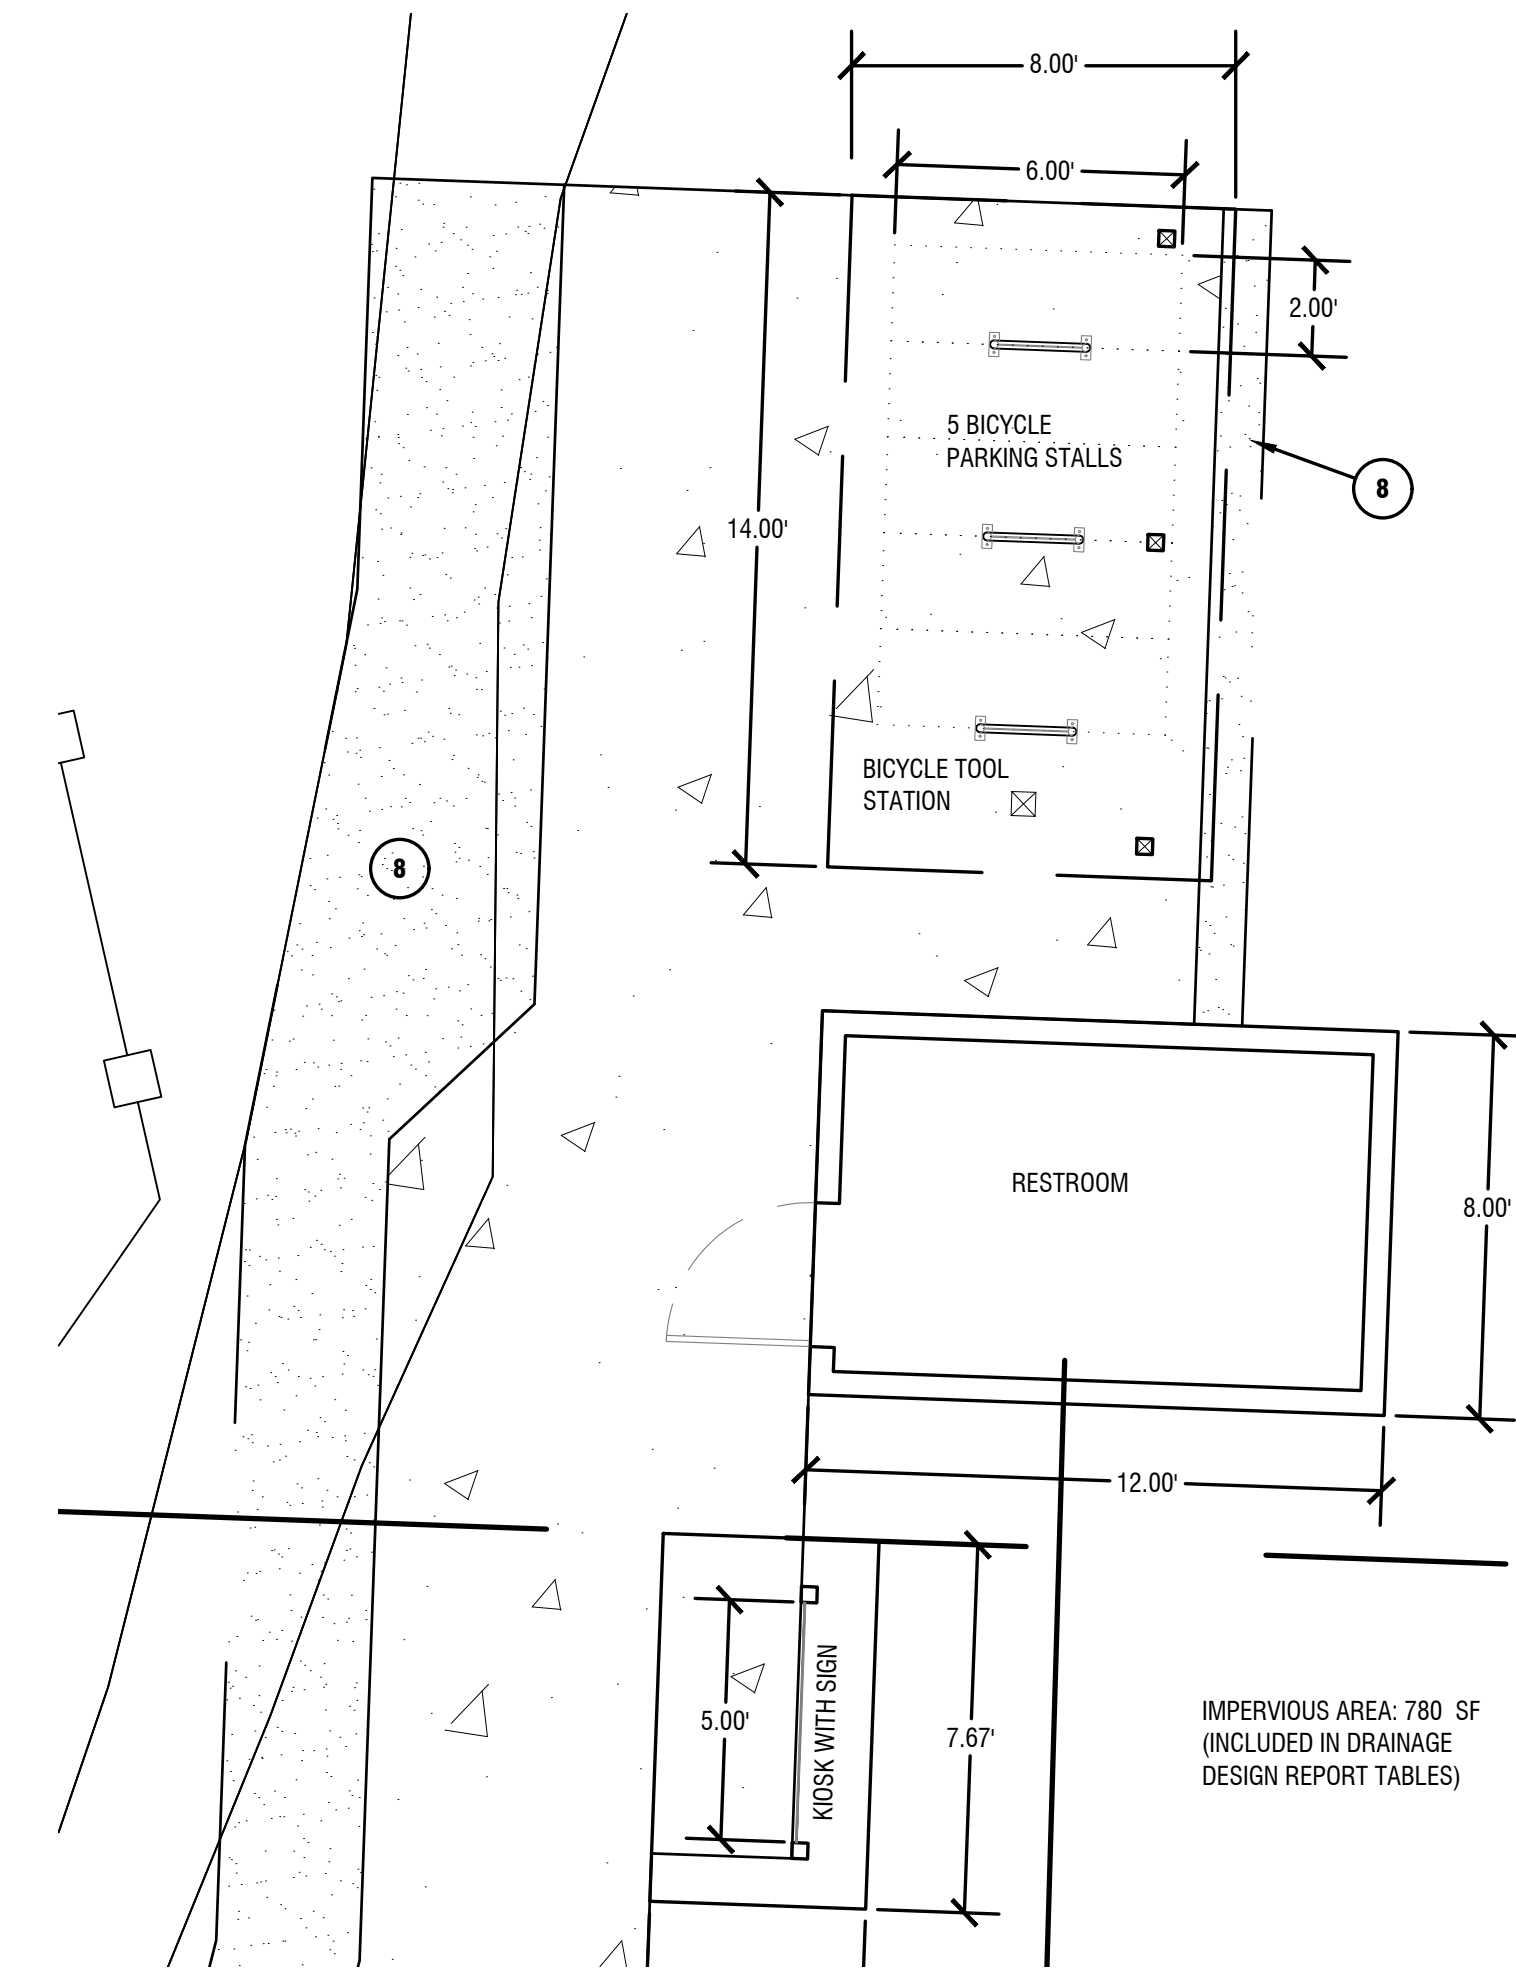 8.00'
6.00'
2.00'
5 BICYCLE
PARKING STALLS
8
14.00'
BICYCLE TOOL
STATION
8
RESTROOM
8.00'
12.00'
5.00'
KIOSK WITH SIGN
7.67'
IMPERVIOUS AREA: 780 SF
(INCLUDED IN DRAINAGE
DESIGN REPORT TABLES)